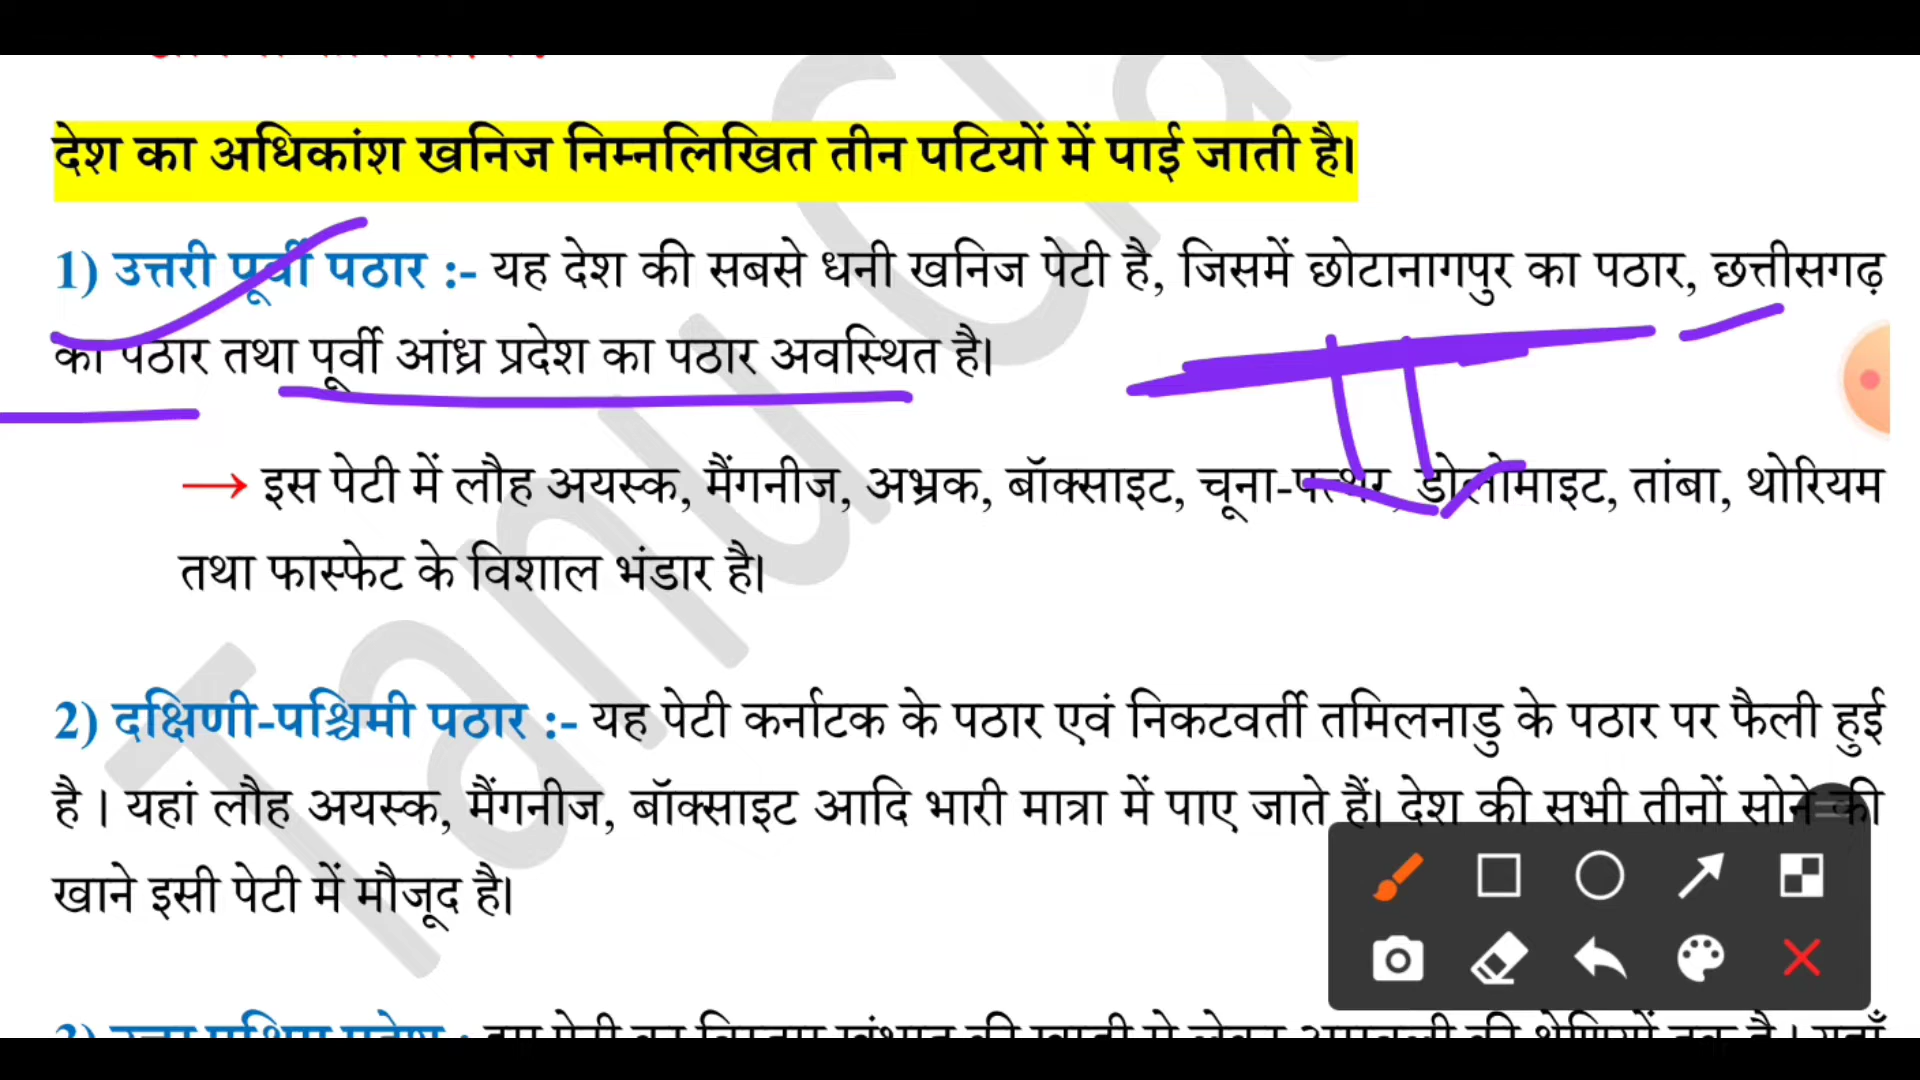 देश का अधिकांश खनिज निम्नलिखित तीन पटियों में पाई जाती है।
1) उत्तरी पूर्वी पठार :- यह देश की सबसे धनी खनिज पेटी है, जिसमें छोटानागपुर का पठार, छत्तीसगढ़
का पठार तथा पूर्वी आंध्र प्रदेश का पठार अवस्थित है।
→ इस पेटी में लौह अयस्क, मैंगनीज, अभ्रक, बॉक्साइट, चूना-पत्थर, डोलोमाइट, तांबा, थोरियम
तथा फास्फेट के विशाल भंडार है।
2) दक्षिणी-पश्चिमी पठार :- यह पेटी कर्नाटक के पठार एवं निकटवर्ती तमिलनाडु के पठार पर फैली हुई
है । यहां लौह अयस्क, मैंगनीज, बॉक्साइट आदि भारी मात्रा में पाए जाते हैं। देश की सभी तीनों सोने की
खाने इसी पेटी में मौजूद है।
Tanu Cla